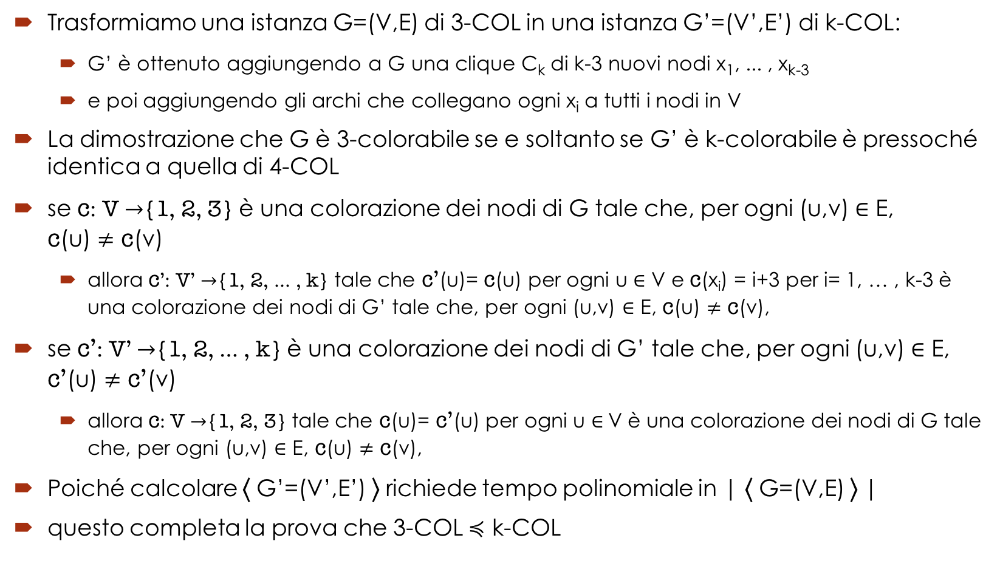 Trasformiamo una istanza G=(V,E) di 3-COL in una istanza G’=(V’,E’) di k-COL:
G’ è ottenuto aggiungendo a G una clique Cₖ di k-3 nuovi nodi x₁, ... , xₖ₋₃
e poi aggiungendo gli archi che collegano ogni xᵢ a tutti i nodi in V
La dimostrazione che G è 3-colorabile se e soltanto se G’ è k-colorabile è pressoché
identica a quella di 4-COL
se c: V →{1, 2, 3} è una colorazione dei nodi di G tale che, per ogni (u,v) ∈ E,
c(u) ≠ c(v)
allora c’: V’ →{1, 2, ... , k} tale che c’(u)= c(u) per ogni u ∈ V e c(xᵢ) = i+3 per i= 1, … , k-3 è
una colorazione dei nodi di G’ tale che, per ogni (u,v) ∈ E, c(u) ≠ c(v),
se c’: V’ →{1, 2, ... , k} è una colorazione dei nodi di G’ tale che, per ogni (u,v) ∈ E,
c’(u) ≠ c’(v)
allora c: V →{1, 2, 3} tale che c(u)= c’(u) per ogni u ∈ V è una colorazione dei nodi di G tale
che, per ogni (u,v) ∈ E, c(u) ≠ c(v),
Poiché calcolare ⟨ G’=(V’,E’) ⟩ richiede tempo polinomiale in | ⟨ G=(V,E) ⟩ |
questo completa la prova che 3-COL ≼ k-COL